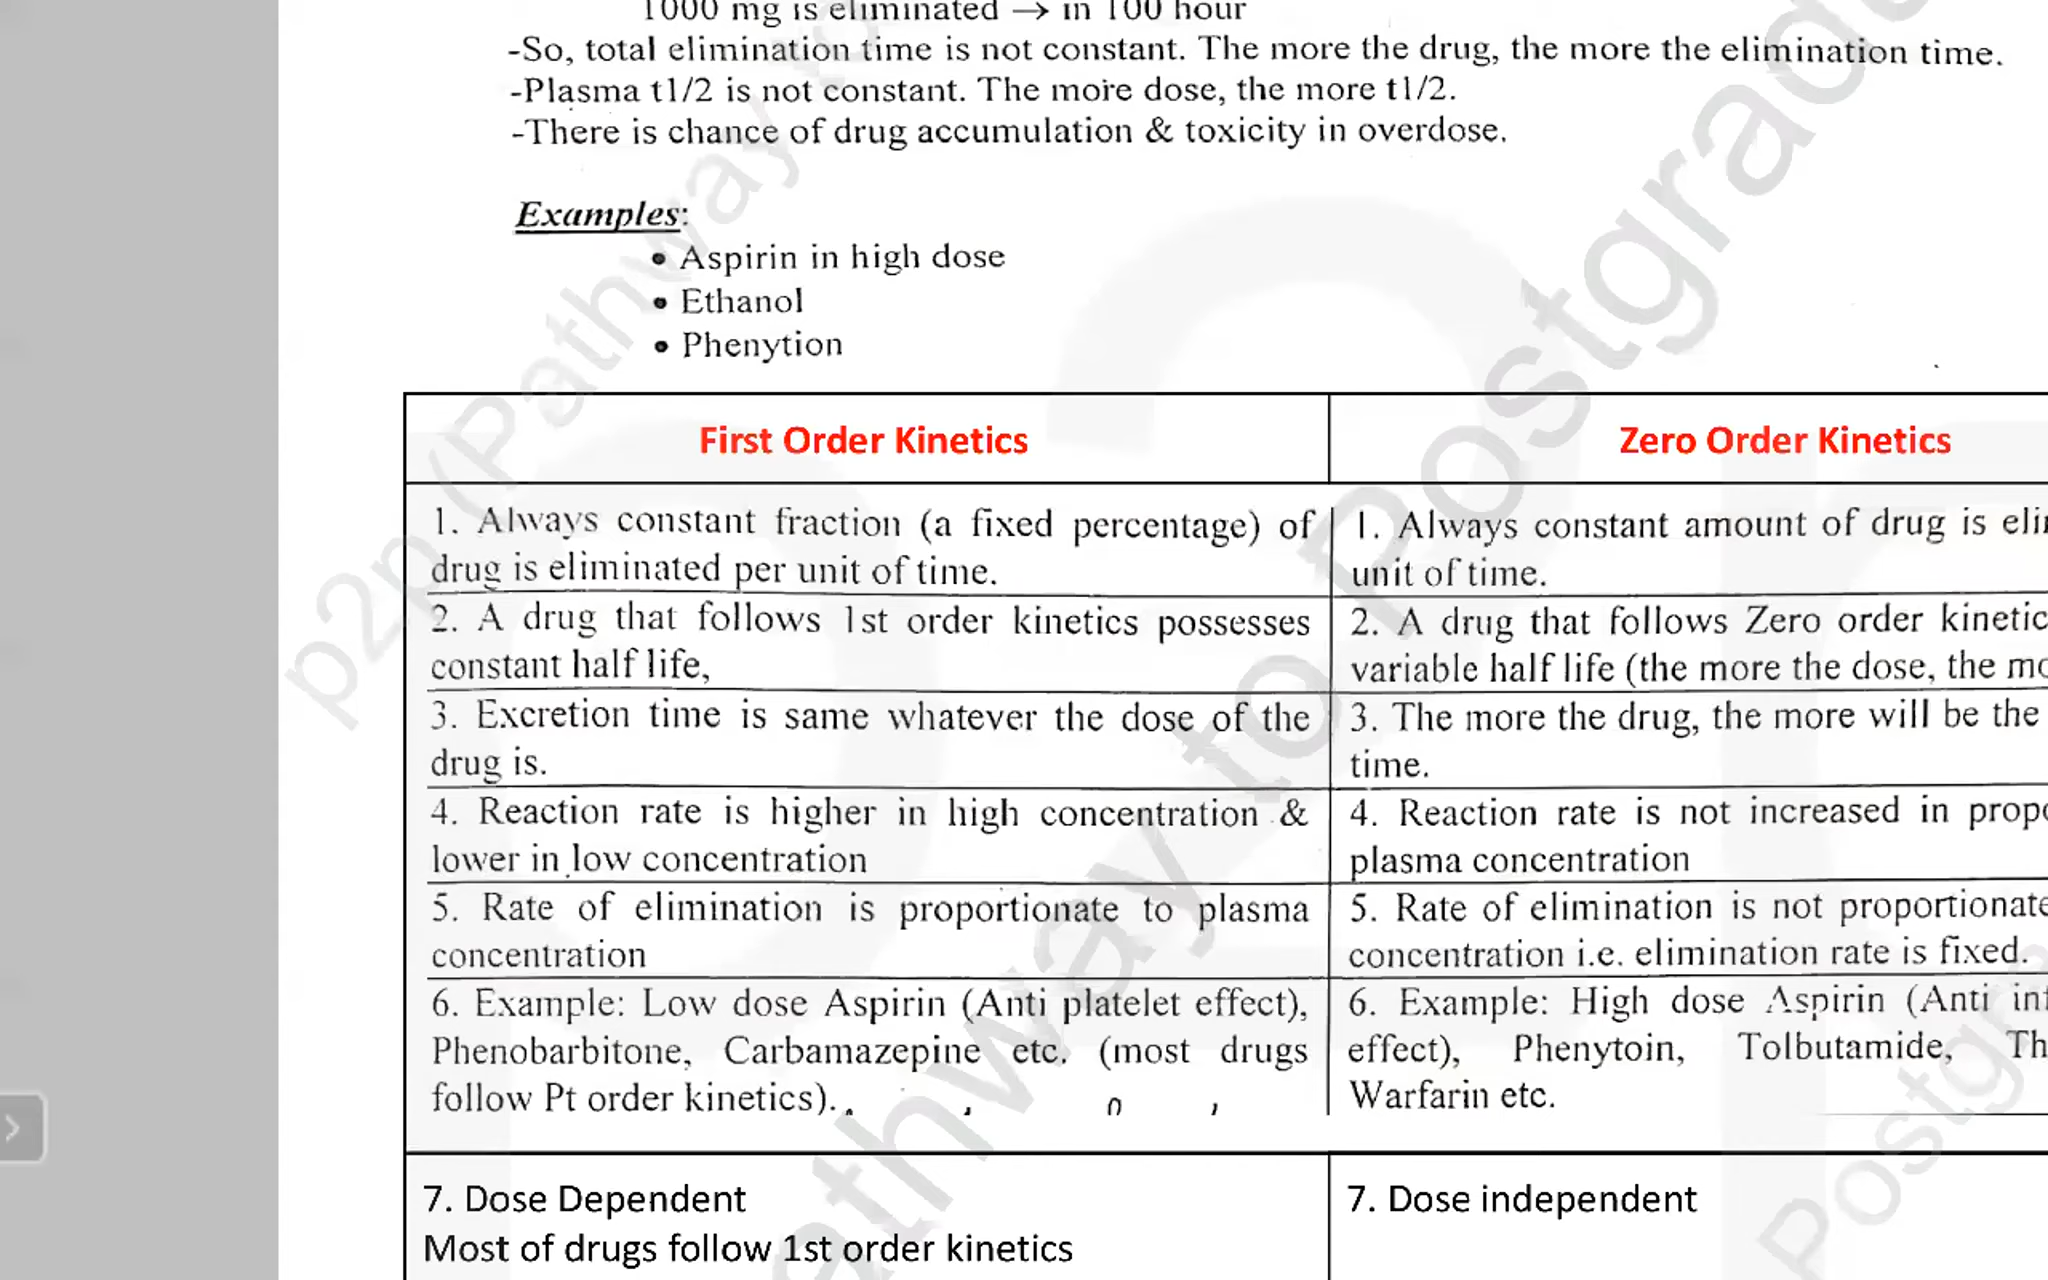 1000 mg is eliminated → in 100 hour
-So, total elimination time is not constant. The more the drug, the more the elimination time.
-Plasma t1/2 is not constant. The more dose, the more t1/2.
-There is chance of drug accumulation & toxicity in overdose.
Examples:
• Aspirin in high dose
• Ethanol
• Phenytion
First Order Kinetics
1. Always constant fraction (a fixed percentage) of
drug is eliminated per unit of time.
2. A drug that follows 1st order kinetics possesses
constant half life,
3. Excretion time is same whatever the dose of the
drug is.
4. Reaction rate is higher in high concentration &
lower in low concentration
5. Rate of elimination is proportionate to plasma
concentration
6. Example: Low dose Aspirin (Anti platelet effect),
Phenobarbitone, Carbamazepine etc. (most drugs
follow Pt order kinetics).
7. Dose Dependent
Most of drugs follow 1st order kinetics
Zero Order Kinetics
1. Always constant amount of drug is
unit of time.
2. A drug that follows Zero order
variable half life (the more the dose, the
3. The more the drug, the more will be the
time.
4. Reaction rate is not increased in
plasma concentration
5. Rate of elimination is not
concentration i.e. elimination rate is fixed.
6. Example: High dose Aspirin (Anti
effect), Phenytoin, Tolbutamide,
Warfarin etc.
7. Dose independent
p2p (Pathway to
Pathway to Postgradu